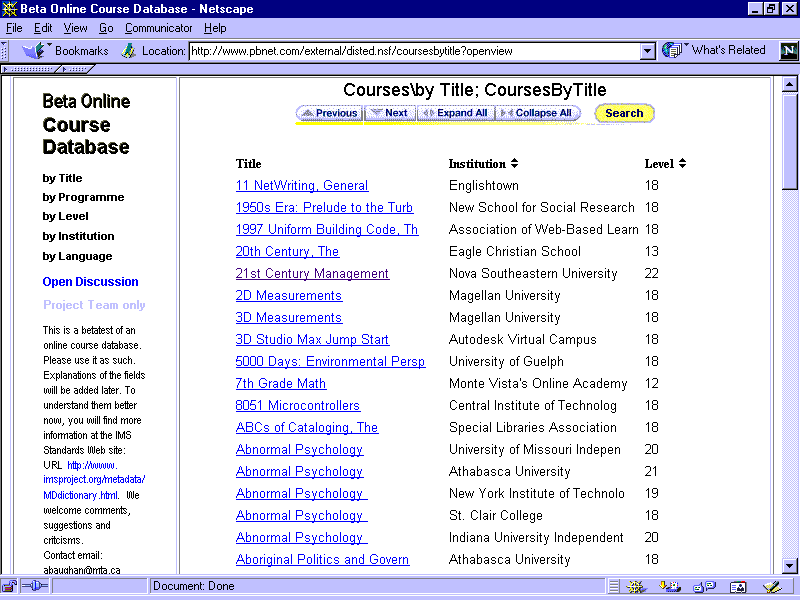 Beta Online Course Database - Netscape
File Edit View Go Communicator Help
Bookmarks Location: http://www.pbnet.com/external/disted.nsf/coursesbytitle?openview What's Related N
Beta Online
Course
Database
by Title
by Programme
by Level
by Institution
by Language
Open Discussion
Project Team only
This is a betatest of an
online course database.
Please use it as such.
Explanations of the fields
will be added later. To
understand them better
now, you will find more
information at the IMS
Standards Web site:
URL http://www.
imsproject.org/metadata/
MDdictionary.html. We
welcome comments,
suggestions and
critcisms.
Contact email:
abaughan@mta.ca
Courses\by Title; CoursesByTitle
Previous Next Expand All Collapse All Search
Title Institution Level
11 NetWriting, General Englishtown 18
1950s Era: Prelude to the Turb New School for Social Research 18
1997 Uniform Building Code, Th Association of Web-Based Learn 18
20th Century, The Eagle Christian School 13
21st Century Management Nova Southeastern University 22
2D Measurements Magellan University 18
3D Measurements Magellan University 18
3D Studio Max Jump Start Autodesk Virtual Campus 18
5000 Days: Environmental Persp University of Guelph 18
7th Grade Math Monte Vista's Online Academy 12
8051 Microcontrollers Central Institute of Technolog 18
ABCs of Cataloging, The Special Libraries Association 18
Abnormal Psychology University of Missouri Indepen 20
Abnormal Psychology Athabasca University 21
Abnormal Psychology New York Institute of Technolo 19
Abnormal Psychology St. Clair College 18
Abnormal Psychology Indiana University Independent 20
Aboriginal Politics and Govern Athabasca University 18
Document: Done